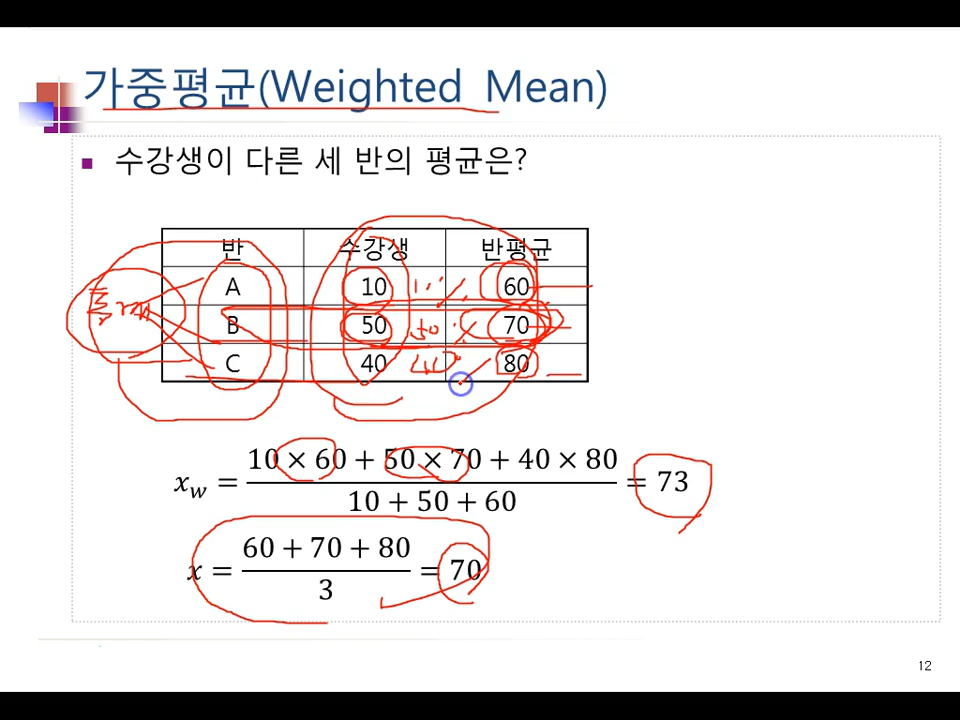 가중평균(Weighted Mean)
수강생이 다른 세 반의 평균은?
반 수강생 반평균
A 10 60
B 50 70
C 40 80
x_w = (10 × 60 + 50 × 70 + 40 × 80) / (10 + 50 + 60) = 73
x = (60 + 70 + 80) / 3 = 70
12